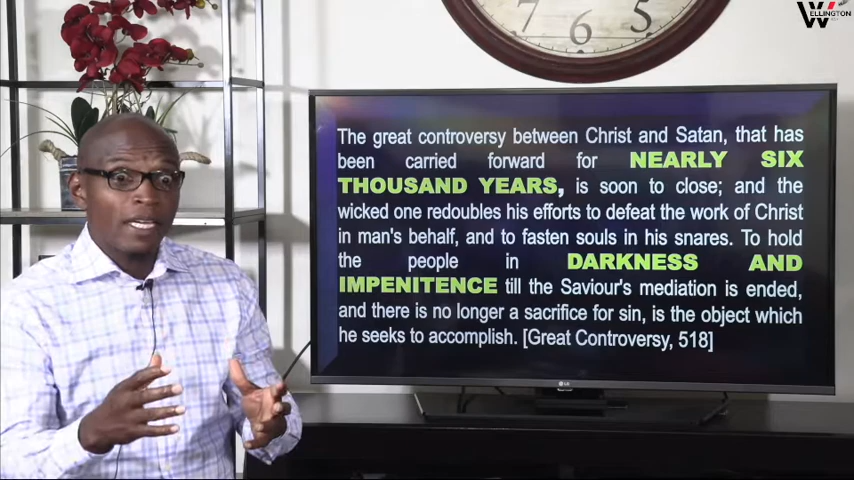 WELLINGTON
7 6 5
The great controversy between Christ and Satan, that has
been carried forward for NEARLY SIX
THOUSAND YEARS, is soon to close; and the
wicked one redoubles his efforts to defeat the work of Christ
in man's behalf, and to fasten souls in his snares. To hold
the people in DARKNESS AND
IMPENITENCE till the Saviour's mediation is ended,
and there is no longer a sacrifice for sin, is the object which
he seeks to accomplish. [Great Controversy, 518]
LG